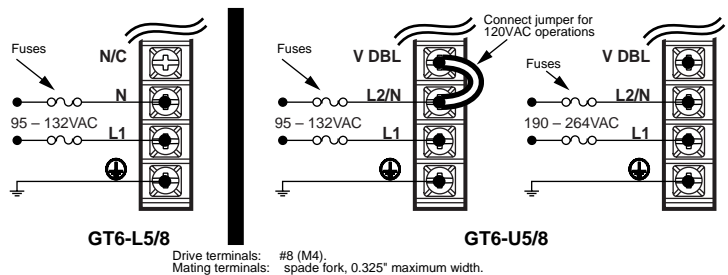 Fuses
N/C
N
95 – 132VAC
L1
GT6-L5/8
Connect jumper for
120VAC operations
Fuses
V DBL
L2/N
95 – 132VAC
L1
Fuses
V DBL
L2/N
190 – 264VAC
L1
GT6-U5/8
Drive terminals: #8 (M4).
Mating terminals: spade fork, 0.325" maximum width.